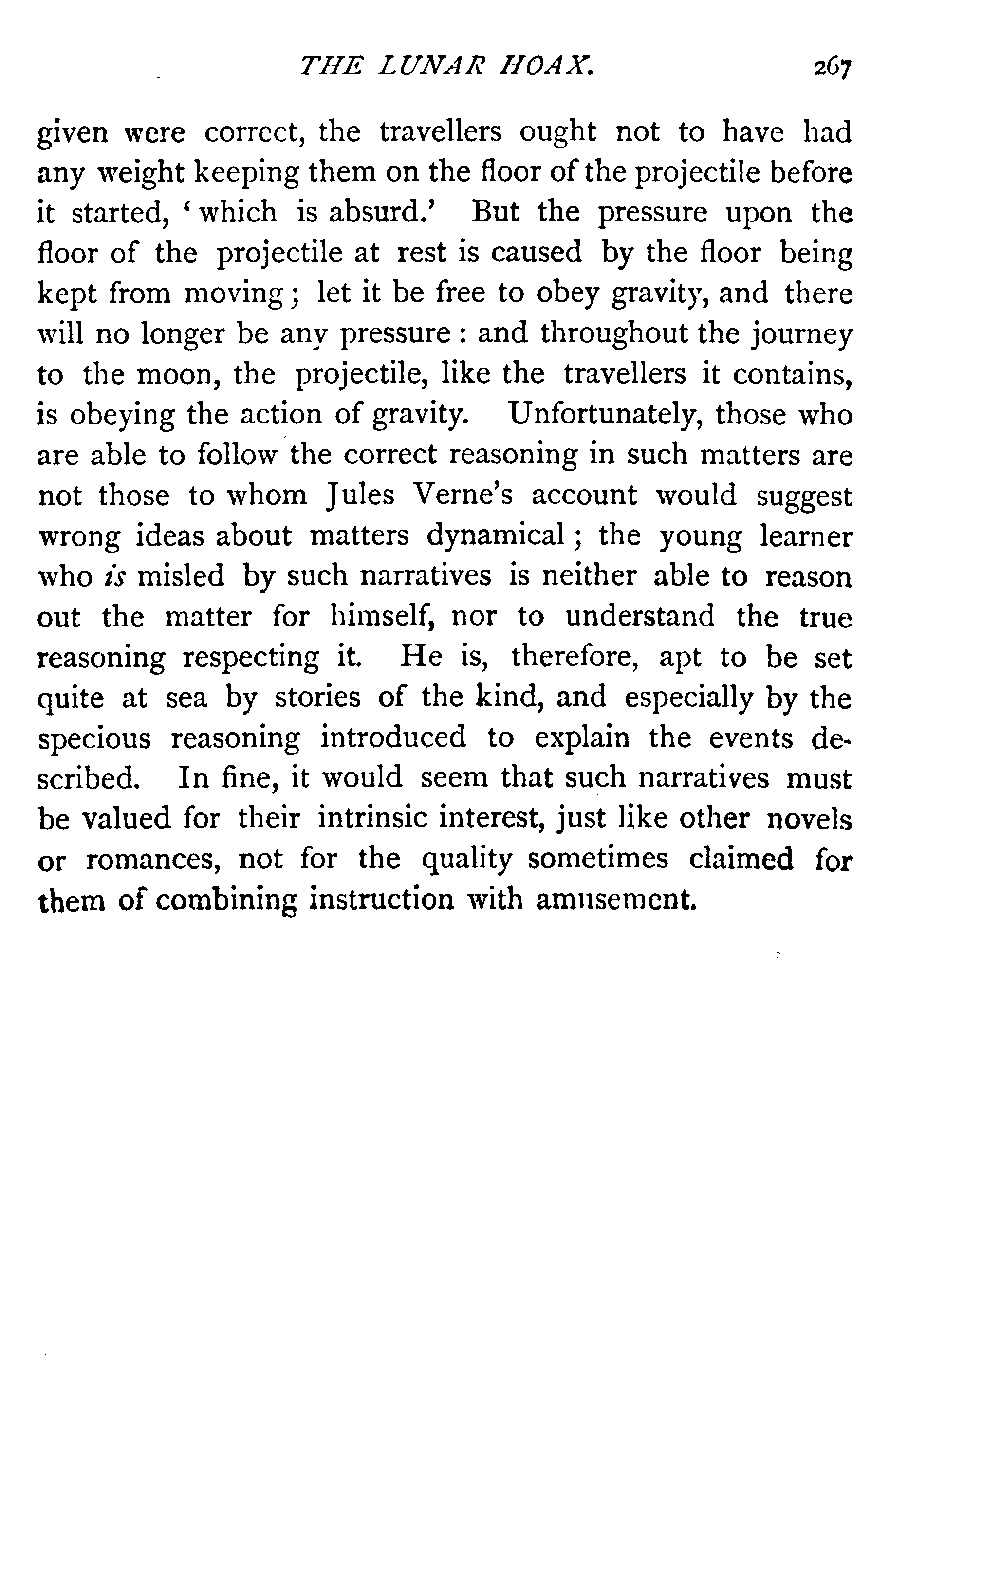 THE LUNAR HOAX. 267
given were correct, the travellers ought not to have had
any weight keeping them on the floor of the projectile before
it started, ‘which is absurd.’ But the pressure upon the
floor of the projectile at rest is caused by the floor being
kept from moving; let it be free to obey gravity, and there
will no longer be any pressure : and throughout the journey
to the moon, the projectile, like the travellers it contains,
is obeying the action of gravity. Unfortunately, those who
are able to follow the correct reasoning in such matters are
not those to whom Jules Verne’s account would suggest
wrong ideas about matters dynamical ; the young learner
who is misled by such narratives is neither able to reason
out the matter for himself, nor to understand the true
reasoning respecting it. He is, therefore, apt to be set
quite at sea by stories of the kind, and especially by the
specious reasoning introduced to explain the events de-
scribed. In fine, it would seem that such narratives must
be valued for their intrinsic interest, just like other novels
or romances, not for the quality sometimes claimed for
them of combining instruction with amusement.